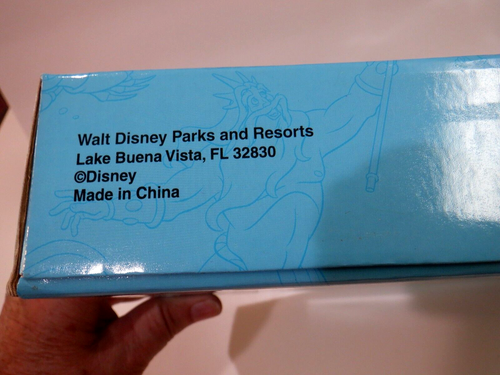 Walt Disney Parks and Resorts
Lake Buena Vista, FL 32830
©Disney
Made in China